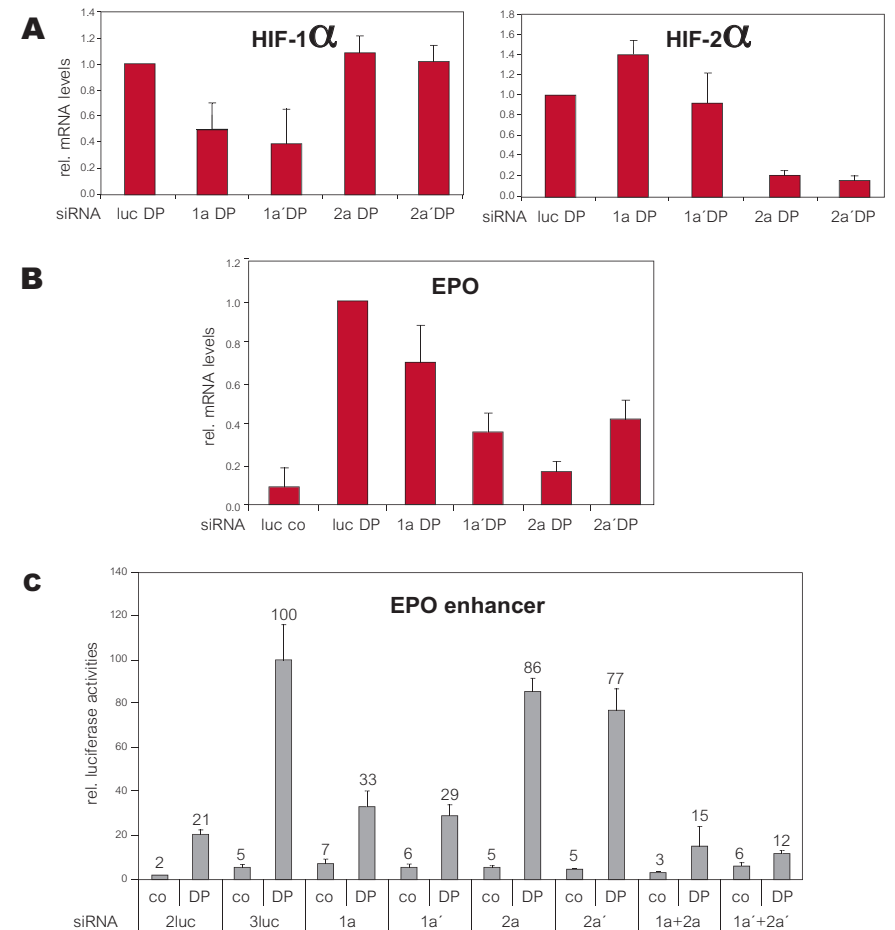 A
HIF-1α
rel. mRNA levels
1.4
1.2
1.0
0.8
0.6
0.4
0.2
0.0
siRNA luc DP 1a DP 1a´DP 2a DP 2a´DP
HIF-2α
1.8
1.6
1.4
1.2
1.0
0.8
0.6
0.4
0.2
0.0
siRNA luc DP 1a DP 1a´DP 2a DP 2a´DP
B
EPO
rel. mRNA levels
1.2
1.0
0.8
0.6
0.4
0.2
0.0
siRNA luc co luc DP 1a DP 1a´DP 2a DP 2a´DP
C
EPO enhancer
rel. luciferase activities
140
120
100
80
60
40
20
0
2 21 5 100 7 33 6 29 5 86 5 77 3 15 6 12
co DP co DP co DP co DP co DP co DP co DP co DP
siRNA 2luc 3luc 1a 1a´ 2a 2a´ 1a+2a 1a´+2a´